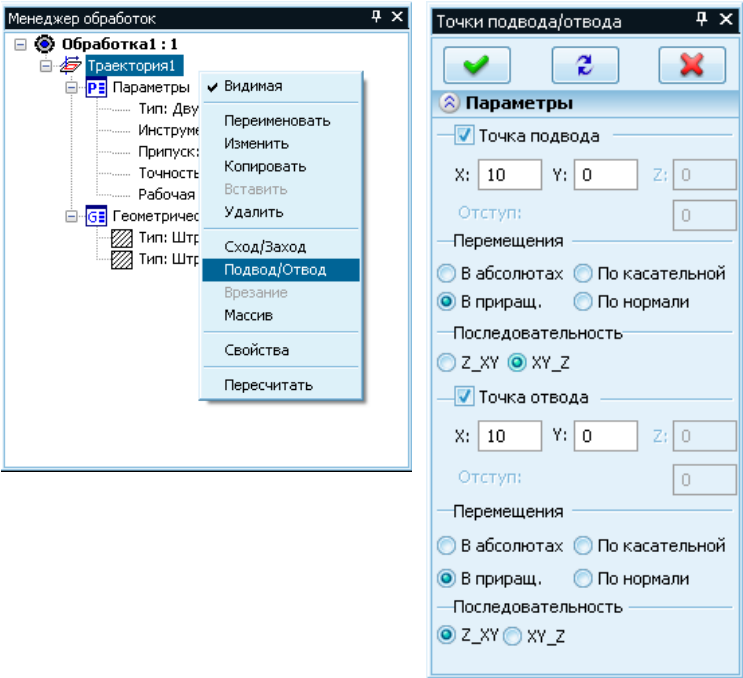 Менеджер обработок
Обработка1 : 1
Траектория1
Параметры
Тип: Дву
Инструме
Припуск:
Точность
Рабочая
Геометричес
Тип: Штр
Тип: Штр
Видимая
Переименовать
Изменить
Копировать
Вставить
Удалить
Сход/Заход
Подвод/Отвод
Врезание
Массив
Свойства
Пересчитать
Точки подвода/отвода
Параметры
Точка подвода
X: 10 Y: 0 Z: 0
Отступ: 0
Перемещения
В абсолютах По касательной
В приращ. По нормали
Последовательность
Z_XY XY_Z
Точка отвода
X: 10 Y: 0 Z: 0
Отступ: 0
Перемещения
В абсолютах По касательной
В приращ. По нормали
Последовательность
Z_XY XY_Z